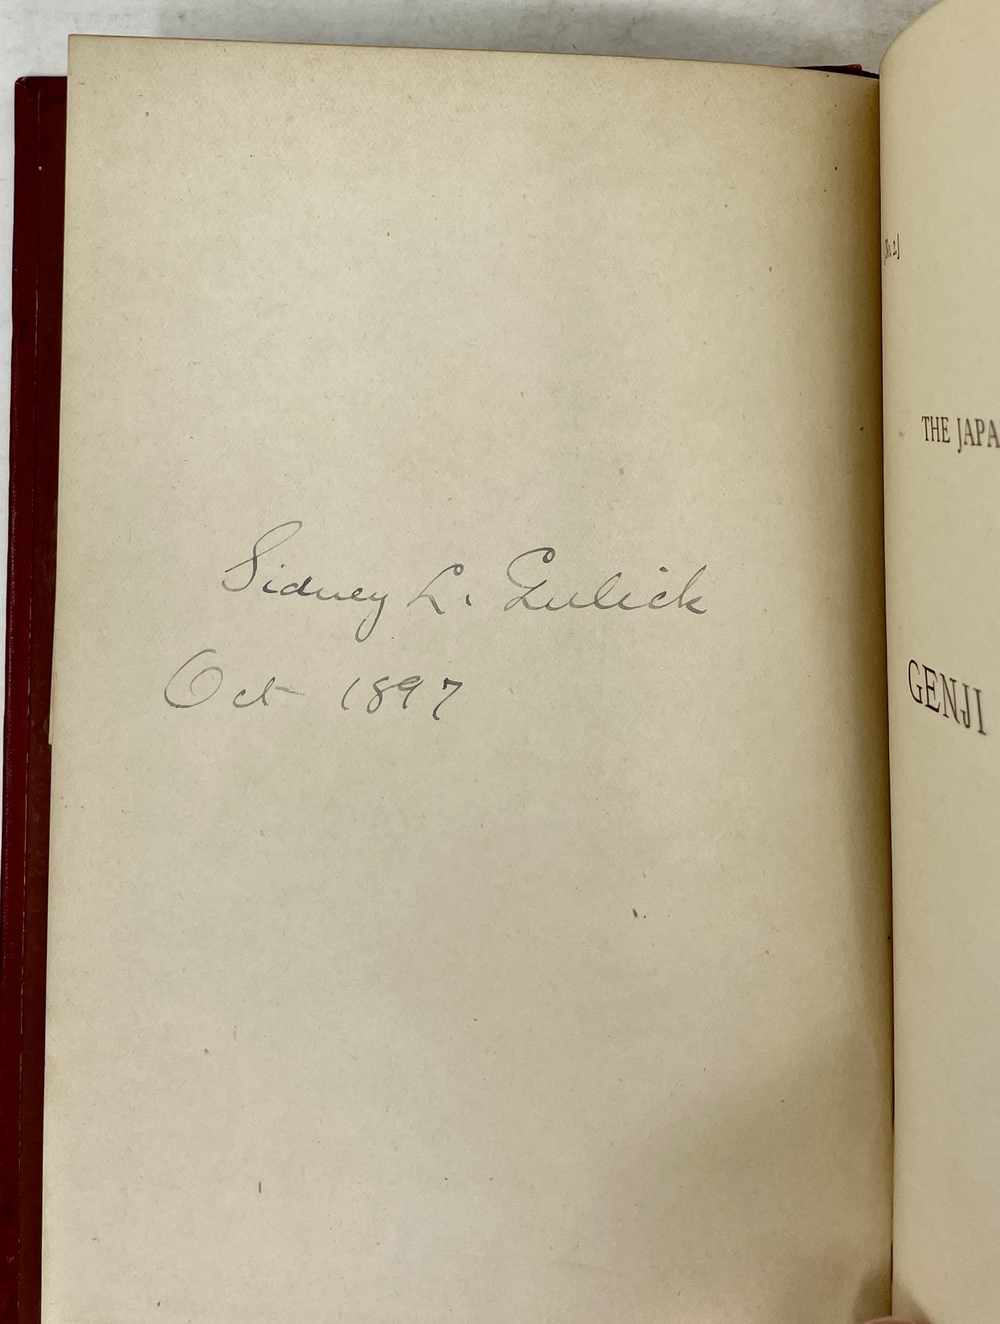 Sidney L. Gulick
Oct 1897
THE JAPA
GENJI